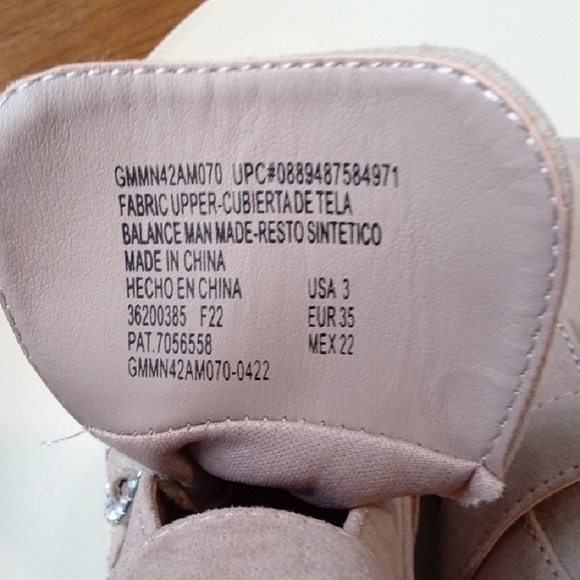 GMMN42AM070 UPC#0889487584971
FABRIC UPPER-CUBIERTA DE TELA
BALANCE MAN MADE-RESTO SINTETICO
MADE IN CHINA
HECHO EN CHINA USA 3
36200385 F22 EUR 35
PAT.7056558 MEX 22
GMMN42AM070-0422